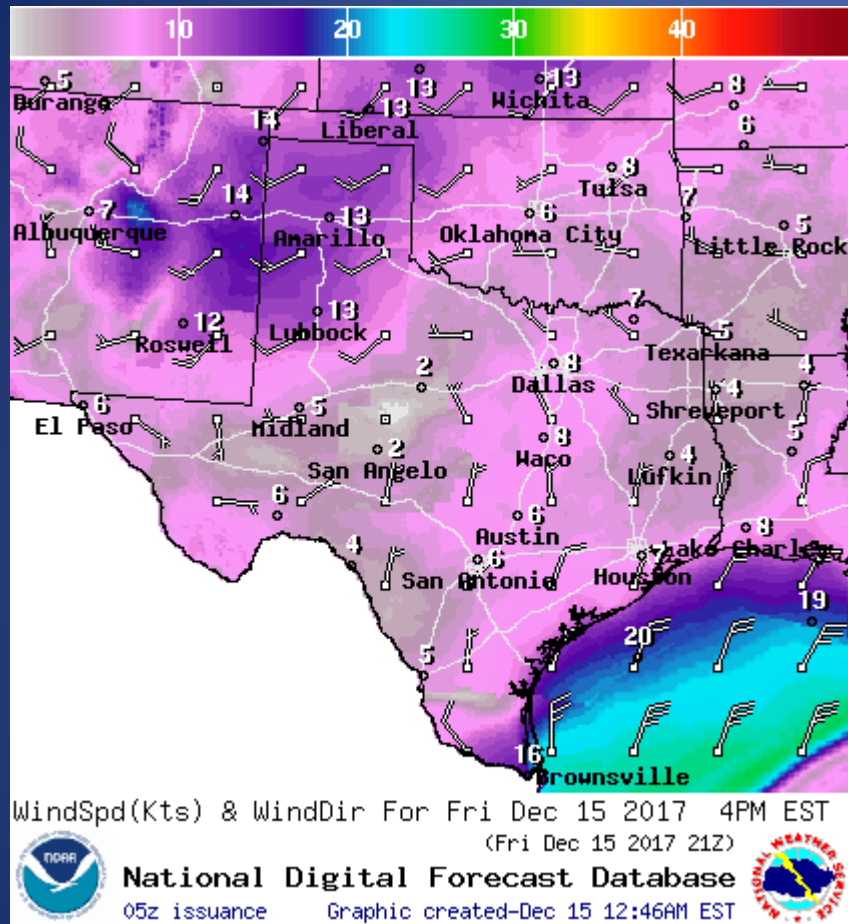 10 20 30 40
5 13 13 8
Durango Wichita
14 13
Liberal
6
8
Tulsa
7 14 13 6 7 5
Albuquerque Amarillo Oklahoma City Little Rock
12 13 7
Roswell Lubbock 5
Texarkana
2 8 4
Dallas
6 5 4
El Paso Midland Shreveport
2 8 4 5
San Angelo Waco Lufkin
6 6 8
Austin
4 6 7 Lake Charles
San Antonio Houston
19
20
5
16
Brownsville
WindSpd(Kts) & WindDir For Fri Dec 15 2017 4PM EST
(Fri Dec 15 2017 21Z)
NOAA
National Digital Forecast Database
05z issuance Graphic created-Dec 15 12:46AM EST
NATIONAL WEATHER SERVICE